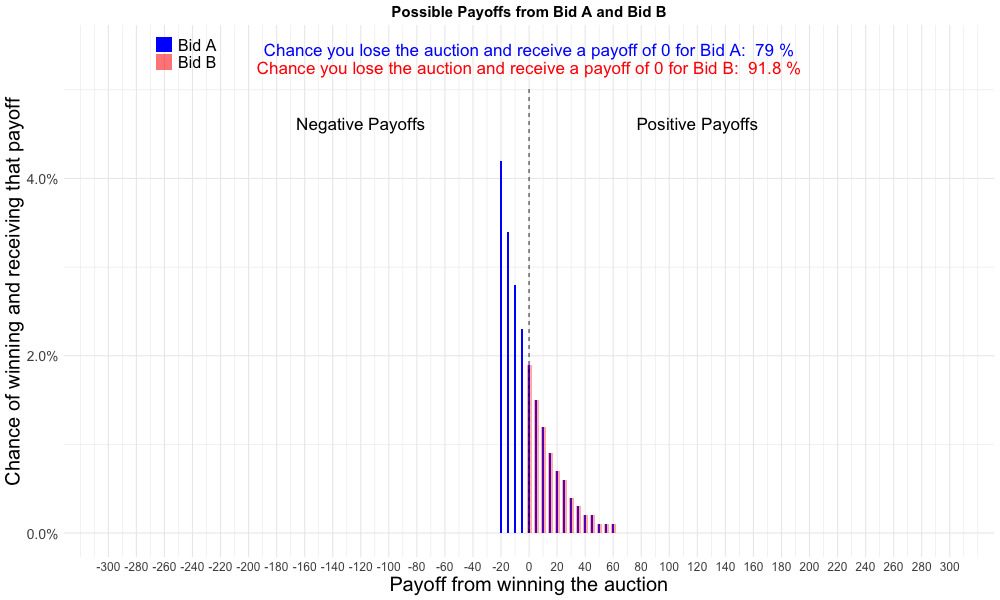 Possible Payoffs from Bid A and Bid B
Bid A
Bid B
Chance you lose the auction and receive a payoff of 0 for Bid A: 79 %
Chance you lose the auction and receive a payoff of 0 for Bid B: 91.8 %
Negative Payoffs
Positive Payoffs
Chance of winning and receiving that payoff
4.0%
2.0%
0.0%
-300 -280 -260 -240 -220 -200 -180 -160 -140 -120 -100 -80 -60 -40 -20 0 20 40 60 80 100 120 140 160 180 200 220 240 260 280 300
Payoff from winning the auction